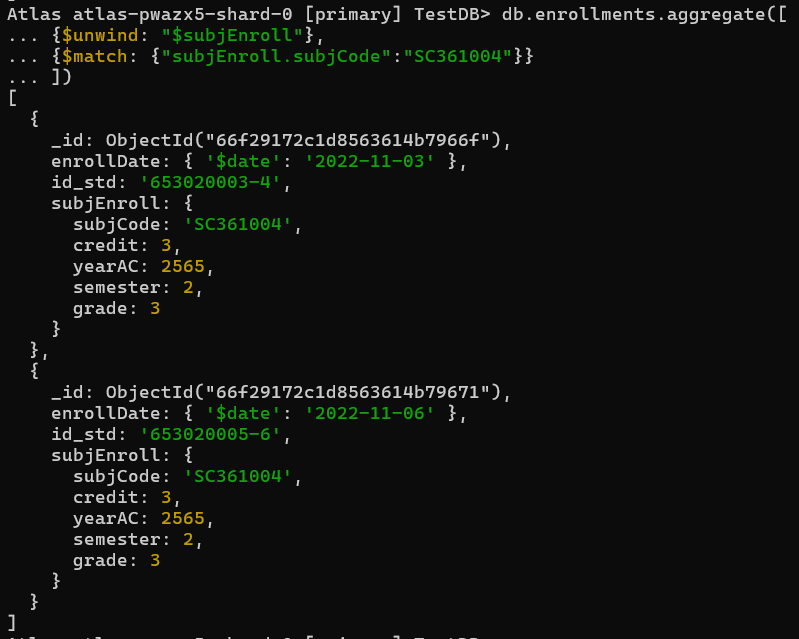 Atlas atlas-pwazx5-shard-0 [primary] TestDB> db.enrollments.aggregate([
... {$unwind: "$subjEnroll"},
... {$match: {"subjEnroll.subjCode":"SC361004"}}
... ])
[
  {
    _id: ObjectId("66f29172c1d8563614b7966f"),
    enrollDate: { '$date': '2022-11-03' },
    id_std: '653020003-4',
    subjEnroll: {
      subjCode: 'SC361004',
      credit: 3,
      yearAC: 2565,
      semester: 2,
      grade: 3
    }
  },
  {
    _id: ObjectId("66f29172c1d8563614b79671"),
    enrollDate: { '$date': '2022-11-06' },
    id_std: '653020005-6',
    subjEnroll: {
      subjCode: 'SC361004',
      credit: 3,
      yearAC: 2565,
      semester: 2,
      grade: 3
    }
  }
]